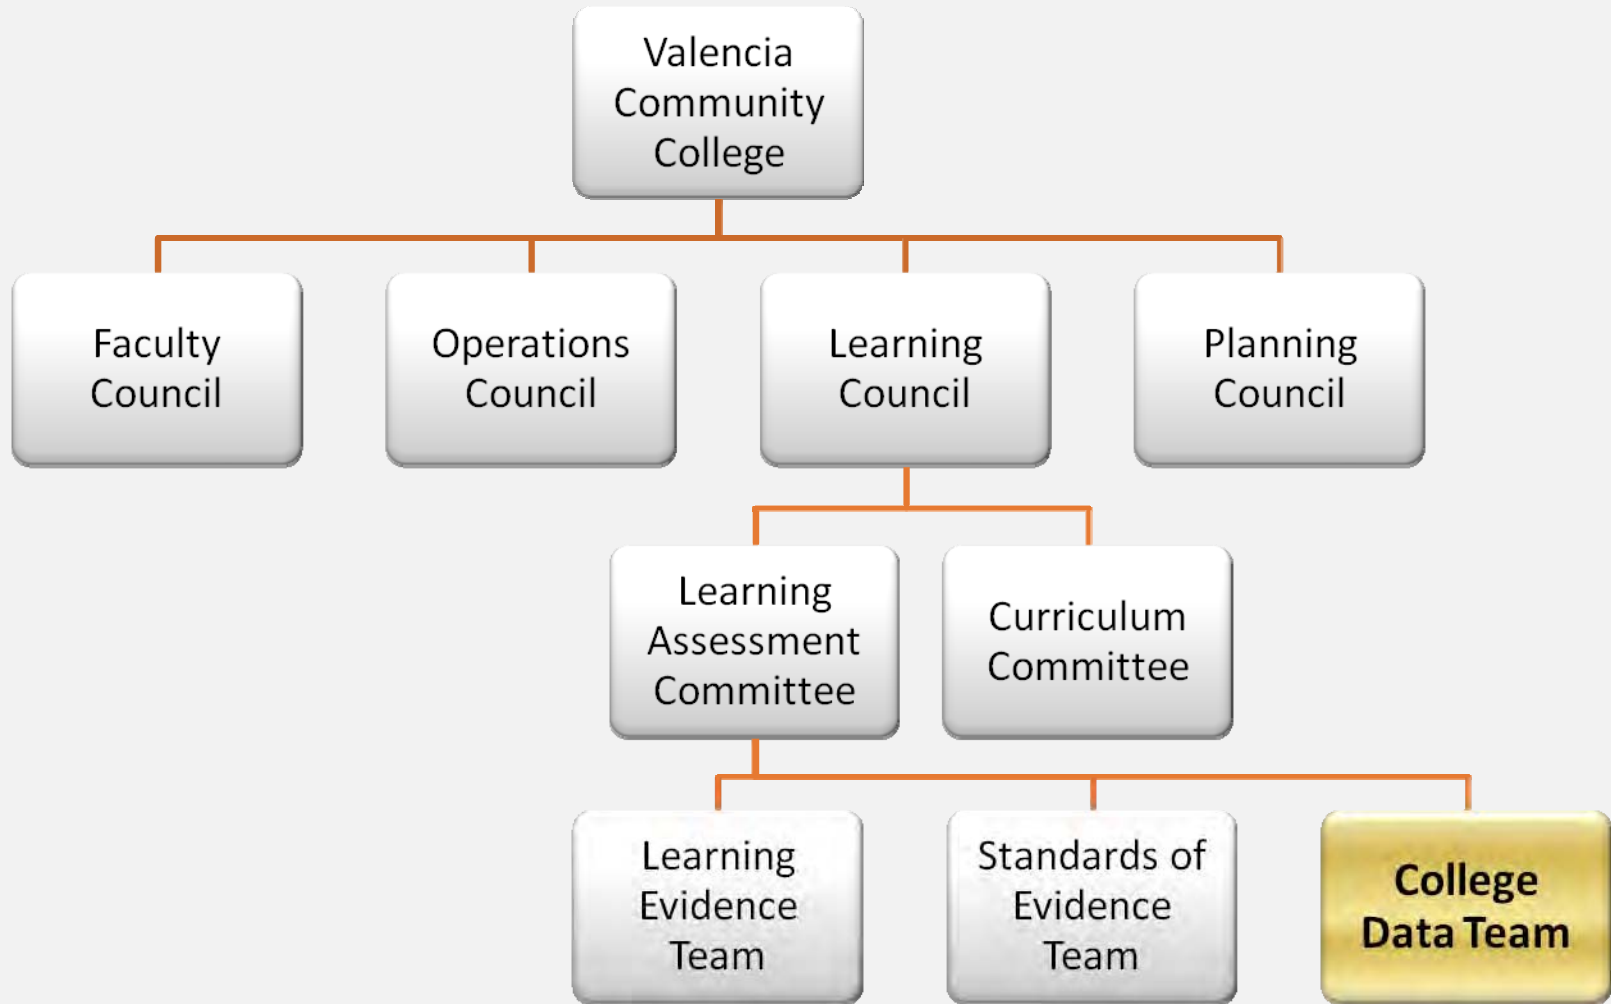 Valencia
Community
College
Faculty
Council
Operations
Council
Learning
Council
Planning
Council
Learning
Assessment
Committee
Curriculum
Committee
Learning
Evidence
Team
Standards of
Evidence
Team
College
Data Team